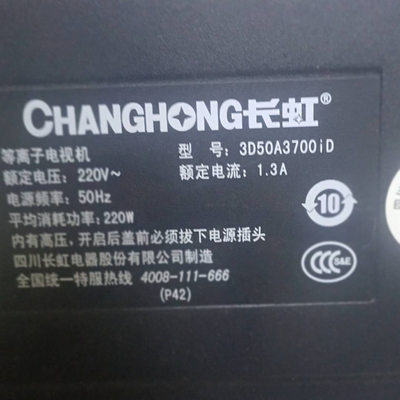 CHANGHONG长虹®
等离子电视机 型 号: 3D50A3700iD
额定电压: 220V~ 额定电流: 1.3A
电源频率: 50Hz
平均消耗功率: 220W
10
内有高压，开启后盖前必须拔下电源插头
四川长虹电器股份有限公司制造
CCC S&E
全国统一特服热线 4008-111-666
(P42)